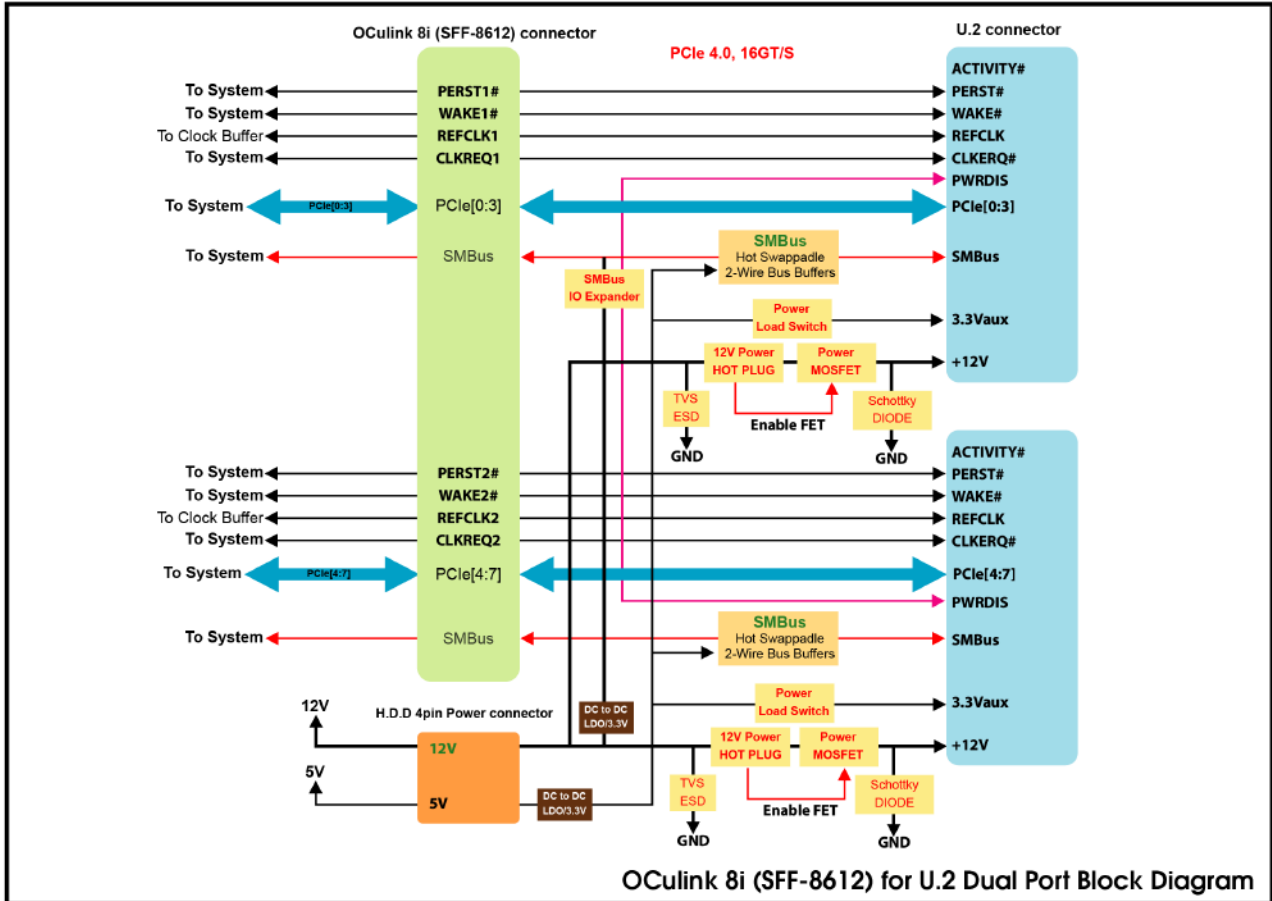 OCulink 8i (SFF-8612) connector
U.2 connector
PCIe 4.0, 16GT/S
ACTIVITY#
To System
PERST1#
PERST#
To System
WAKE1#
WAKE#
To Clock Buffer
REFCLK1
REFCLK
To System
CLKREQ1
CLKERQ#
PWRDIS
To System
PCIe[0:3]
PCIe[0:3]
PCIe[0:3]
To System
SMBus
SMBus
Hot Swappadle
2-Wire Bus Buffers
SMBus
SMBus
IO Expander
Power
Load Switch
3.3Vaux
12V Power
HOT PLUG
Power
MOSFET
+12V
TVS
ESD
Enable FET
Schottky
DIODE
GND
GND
ACTIVITY#
To System
PERST2#
PERST#
To System
WAKE2#
WAKE#
To Clock Buffer
REFCLK2
REFCLK
To System
CLKREQ2
CLKERQ#
To System
PCIe[4:7]
PCIe[4:7]
PCIe[4:7]
PWRDIS
To System
SMBus
SMBus
Hot Swappadle
2-Wire Bus Buffers
SMBus
Power
Load Switch
3.3Vaux
12V
H.D.D 4pin Power connector
DC to DC
LDO/3.3V
12V
12V Power
HOT PLUG
Power
MOSFET
+12V
5V
5V
DC to DC
LDO/3.3V
TVS
ESD
Enable FET
Schottky
DIODE
GND
GND
OCulink 8i (SFF-8612) for U.2 Dual Port Block Diagram